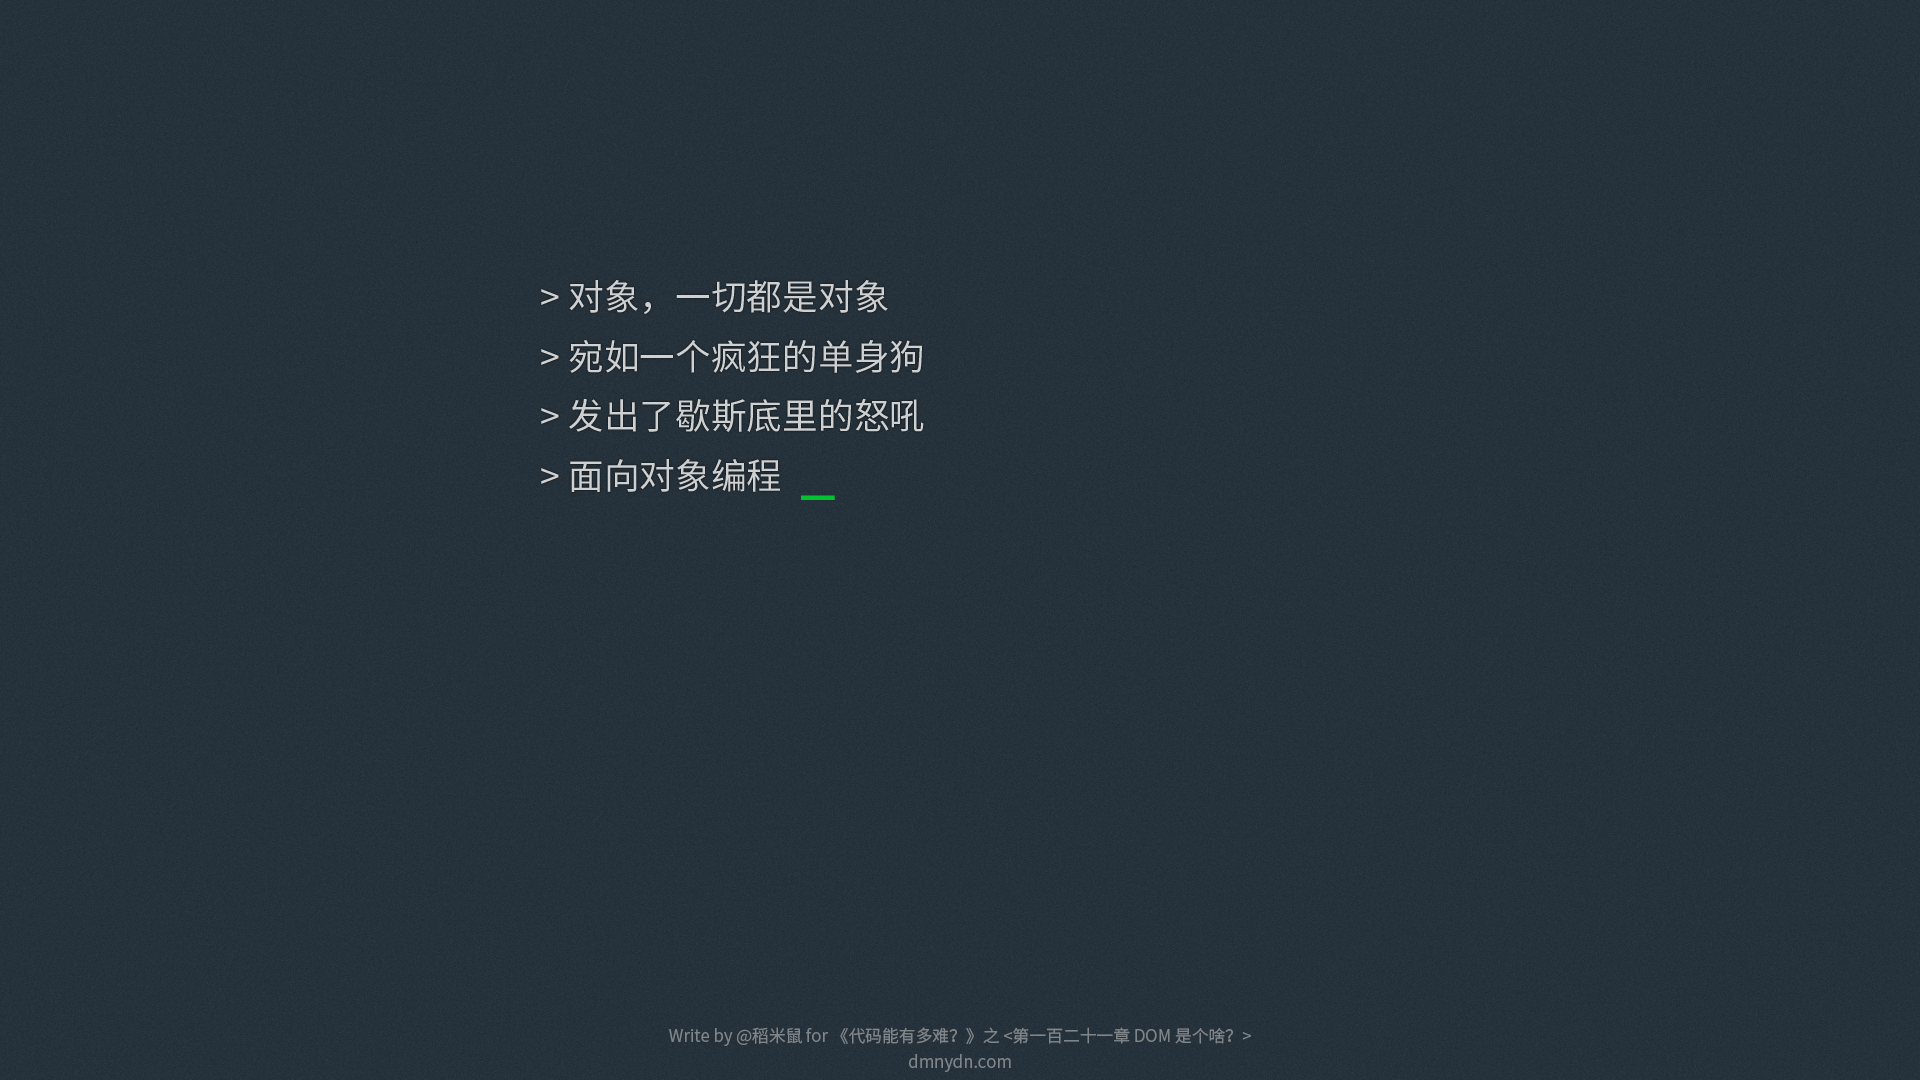 > 对象，一切都是对象
> 宛如一个疯狂的单身狗
> 发出了歇斯底里的怒吼
> 面向对象编程 _
Write by @稻米鼠 for 《代码能有多难？》之 <第一百二十一章 DOM 是个啥？>
dmnydn.com